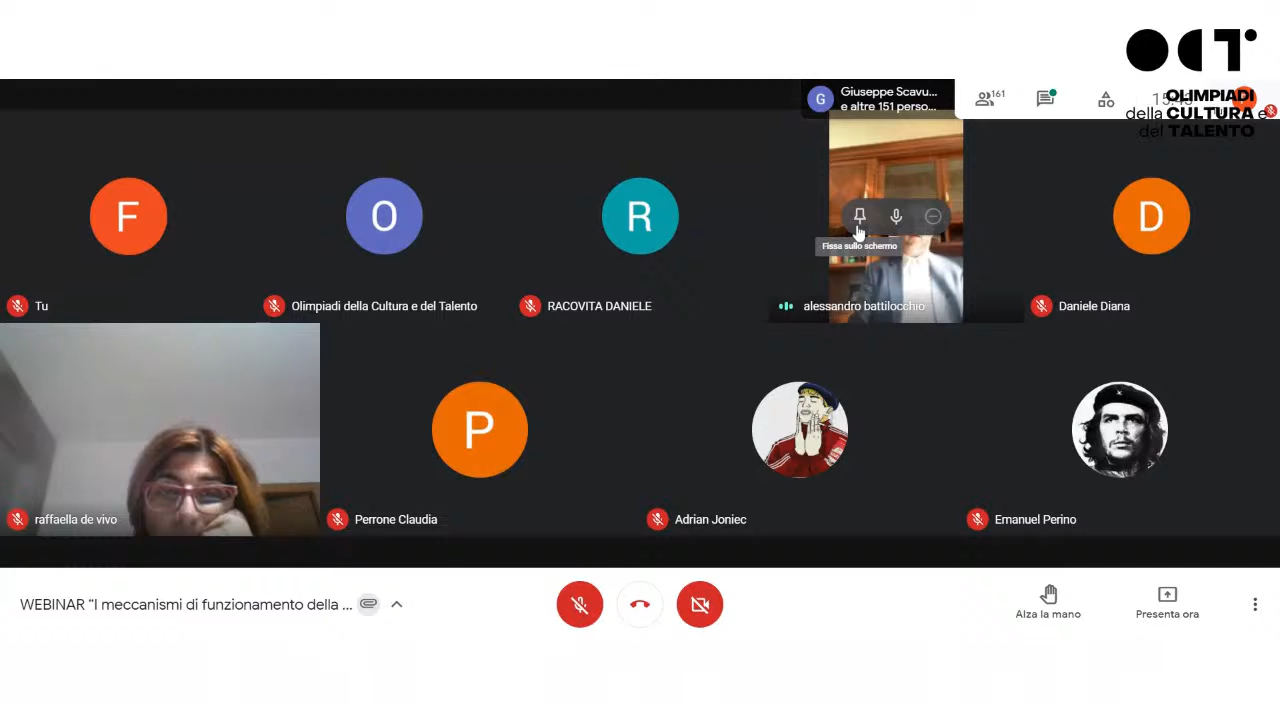 OCT
OLIMPIADI
della CULTURA e
del TALENTO
G
Giuseppe Scavu...
e altre 151 perso...
161
F
O
R
D
Fissa sullo schermo
Tu
Olimpiadi della Cultura e del Talento
RACOVITA DANIELE
alessandro battilocchio
Daniele Diana
P
raffaella de vivo
Perrone Claudia
Adrian Joniec
Emanuel Perino
WEBINAR “I meccanismi di funzionamento della ...
Alza la mano
Presenta ora